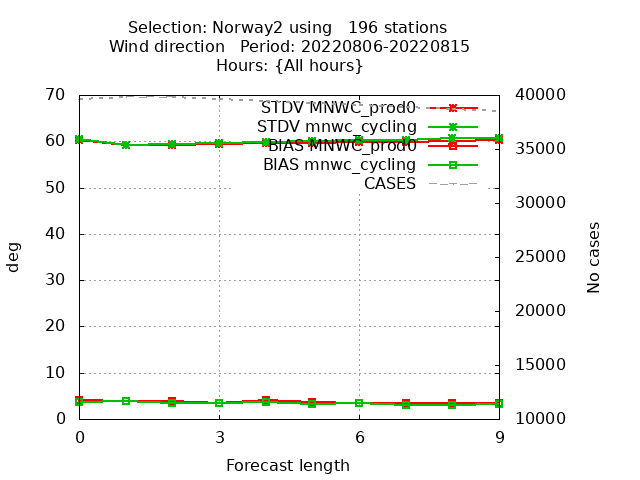 Selection: Norway2 using   196 stations
Wind direction   Period: 20220806-20220815
Hours: {All hours}
70
60
50
40
30
20
10
0
deg
40000
35000
30000
25000
20000
15000
10000
No cases
STDV MNWC_prod0
STDV mnwc_cycling
BIAS MNWC_prod0
BIAS mnwc_cycling
CASES
0
3
6
9
Forecast length